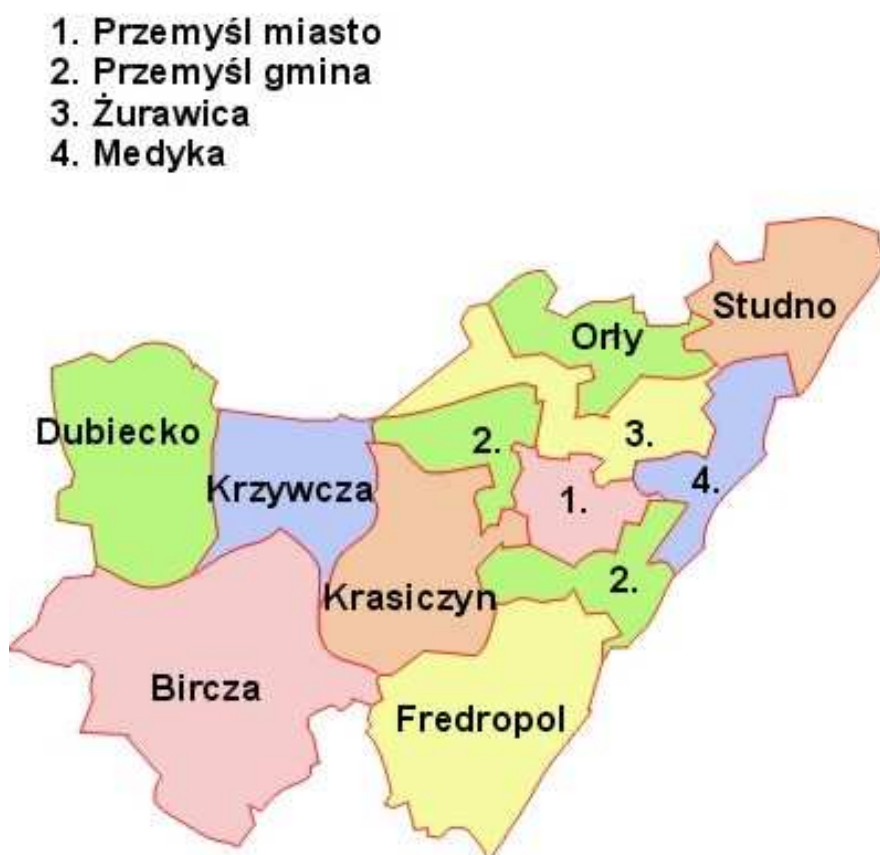 1. Przemyśl miasto
2. Przemyśl gmina
3. Żurawica
4. Medyka
Studno
Orły
Dubiecko
2.
3.
Krzywcza
1.
4.
Krasiczyn
2.
Bircza
Fredropol